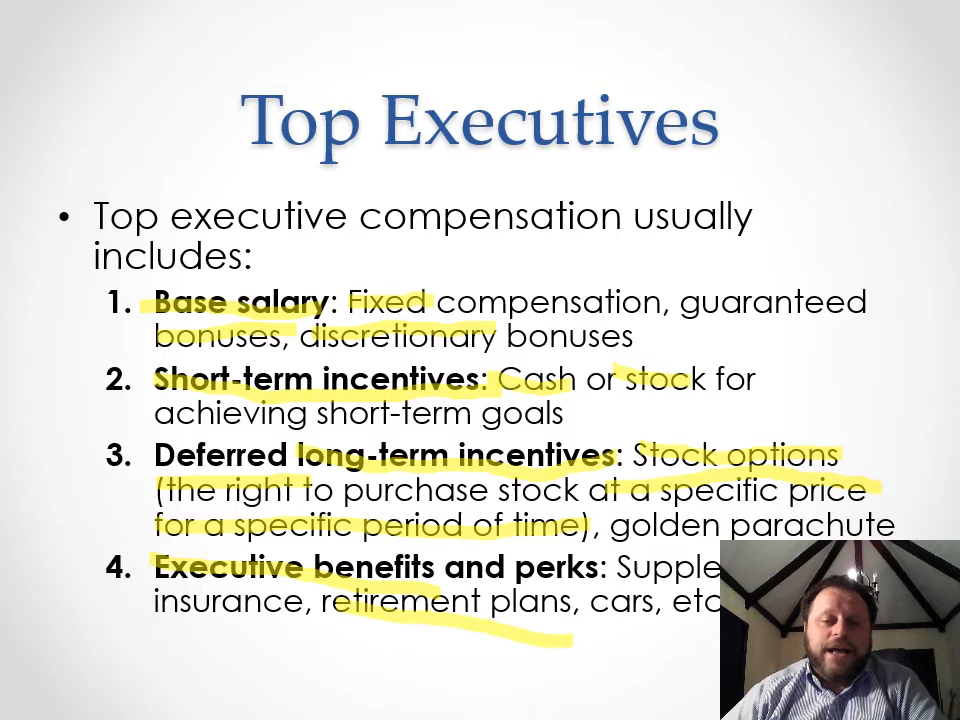 Top Executives
• Top executive compensation usually
includes:
1. Base salary: Fixed compensation, guaranteed
bonuses, discretionary bonuses
2. Short-term incentives: Cash or stock for
achieving short-term goals
3. Deferred long-term incentives: Stock options
(the right to purchase stock at a specific price
for a specific period of time), golden parachute
4. Executive benefits and perks:
insurance, retirement plans, cars,